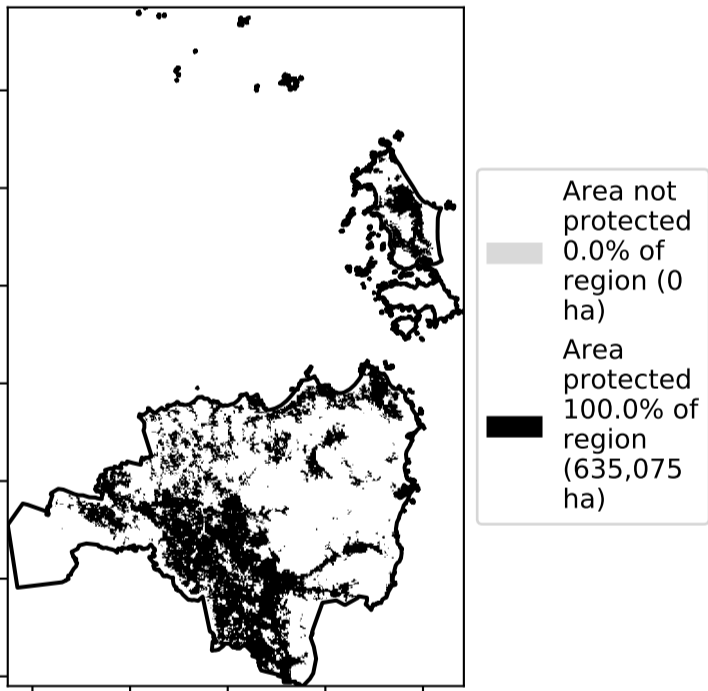 Area not
protected
0.0% of
region (0
ha)
Area
protected
100.0% of
region
(635,075
ha)